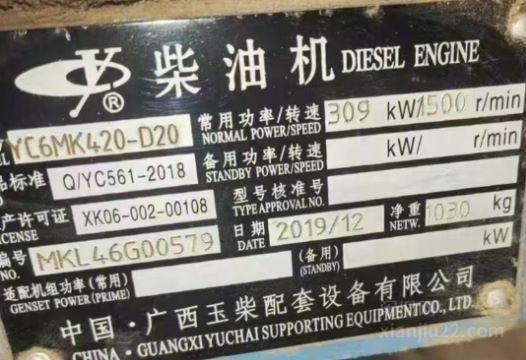 柴油机 DIESEL ENGINE
YC6MK420-D20
常用功率/转速 309 kW/1500 r/min
NORMAL POWER/SPEED
品标准 Q/YC561-2018
备用功率/转速 kW/ r/min
STANDBY POWER/SPEED
产许可证 XK06-002-00108
LICENSE
型号核准号
TYPE APPROVAL NO.
编号 MKL46G00579
NO.
日期 2019/12 净重 1030 kg
DATE NETW.
适配机组功率(常用) (备用) kW
GENSET POWER(PRIME) (STANDBY)
中国·广西玉柴配套设备有限公司
CHINA·GUANGXI YUCHAI SUPPORTING EQUIPMENT CO., LTD.
xianjiu22.com